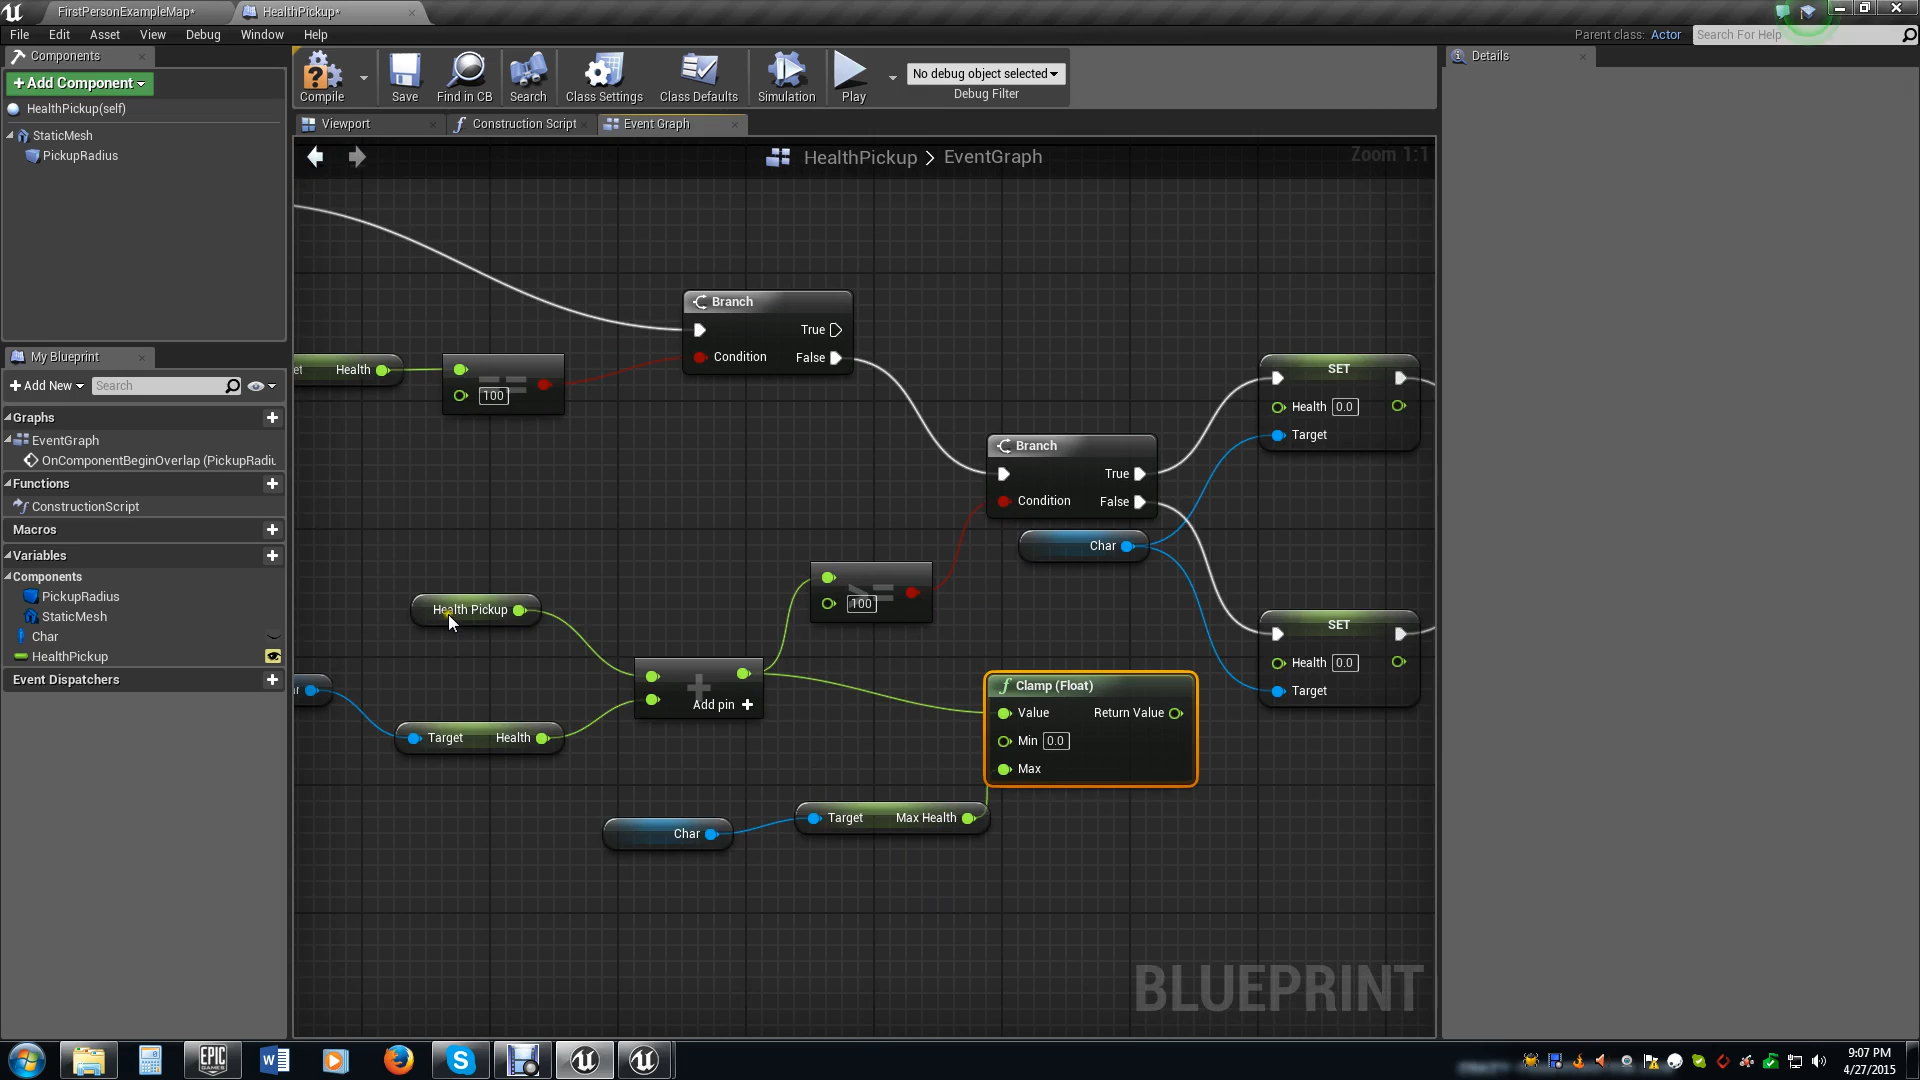 FirstPersonExampleMap*
HealthPickup*
File Edit Asset View Debug Window Help
Parent class: Actor
Search For Help
Components
+Add Component
HealthPickup(self)
StaticMesh
PickupRadius
Compile
Save
Find in CB
Search
Class Settings
Class Defaults
Simulation
Play
No debug object selected
Debug Filter
Details
Viewport
Construction Script
Event Graph
HealthPickup > EventGraph
Zoom 1:1
My Blueprint
+Add New
Search
Graphs
EventGraph
OnComponentBeginOverlap (PickupRadiu
Functions
ConstructionScript
Macros
Variables
Components
PickupRadius
StaticMesh
Char
HealthPickup
Event Dispatchers
Branch
True
Condition False
et Health
100
Branch
True
Condition False
Char
SET
Health 0.0
Target
SET
Health 0.0
Target
Health Pickup
100
Add pin
Target Health
Clamp (Float)
Value Return Value
Min 0.0
Max
Char
Target Max Health
BLUEPRINT
EPIC
GAMES
9:07 PM
4/27/2015